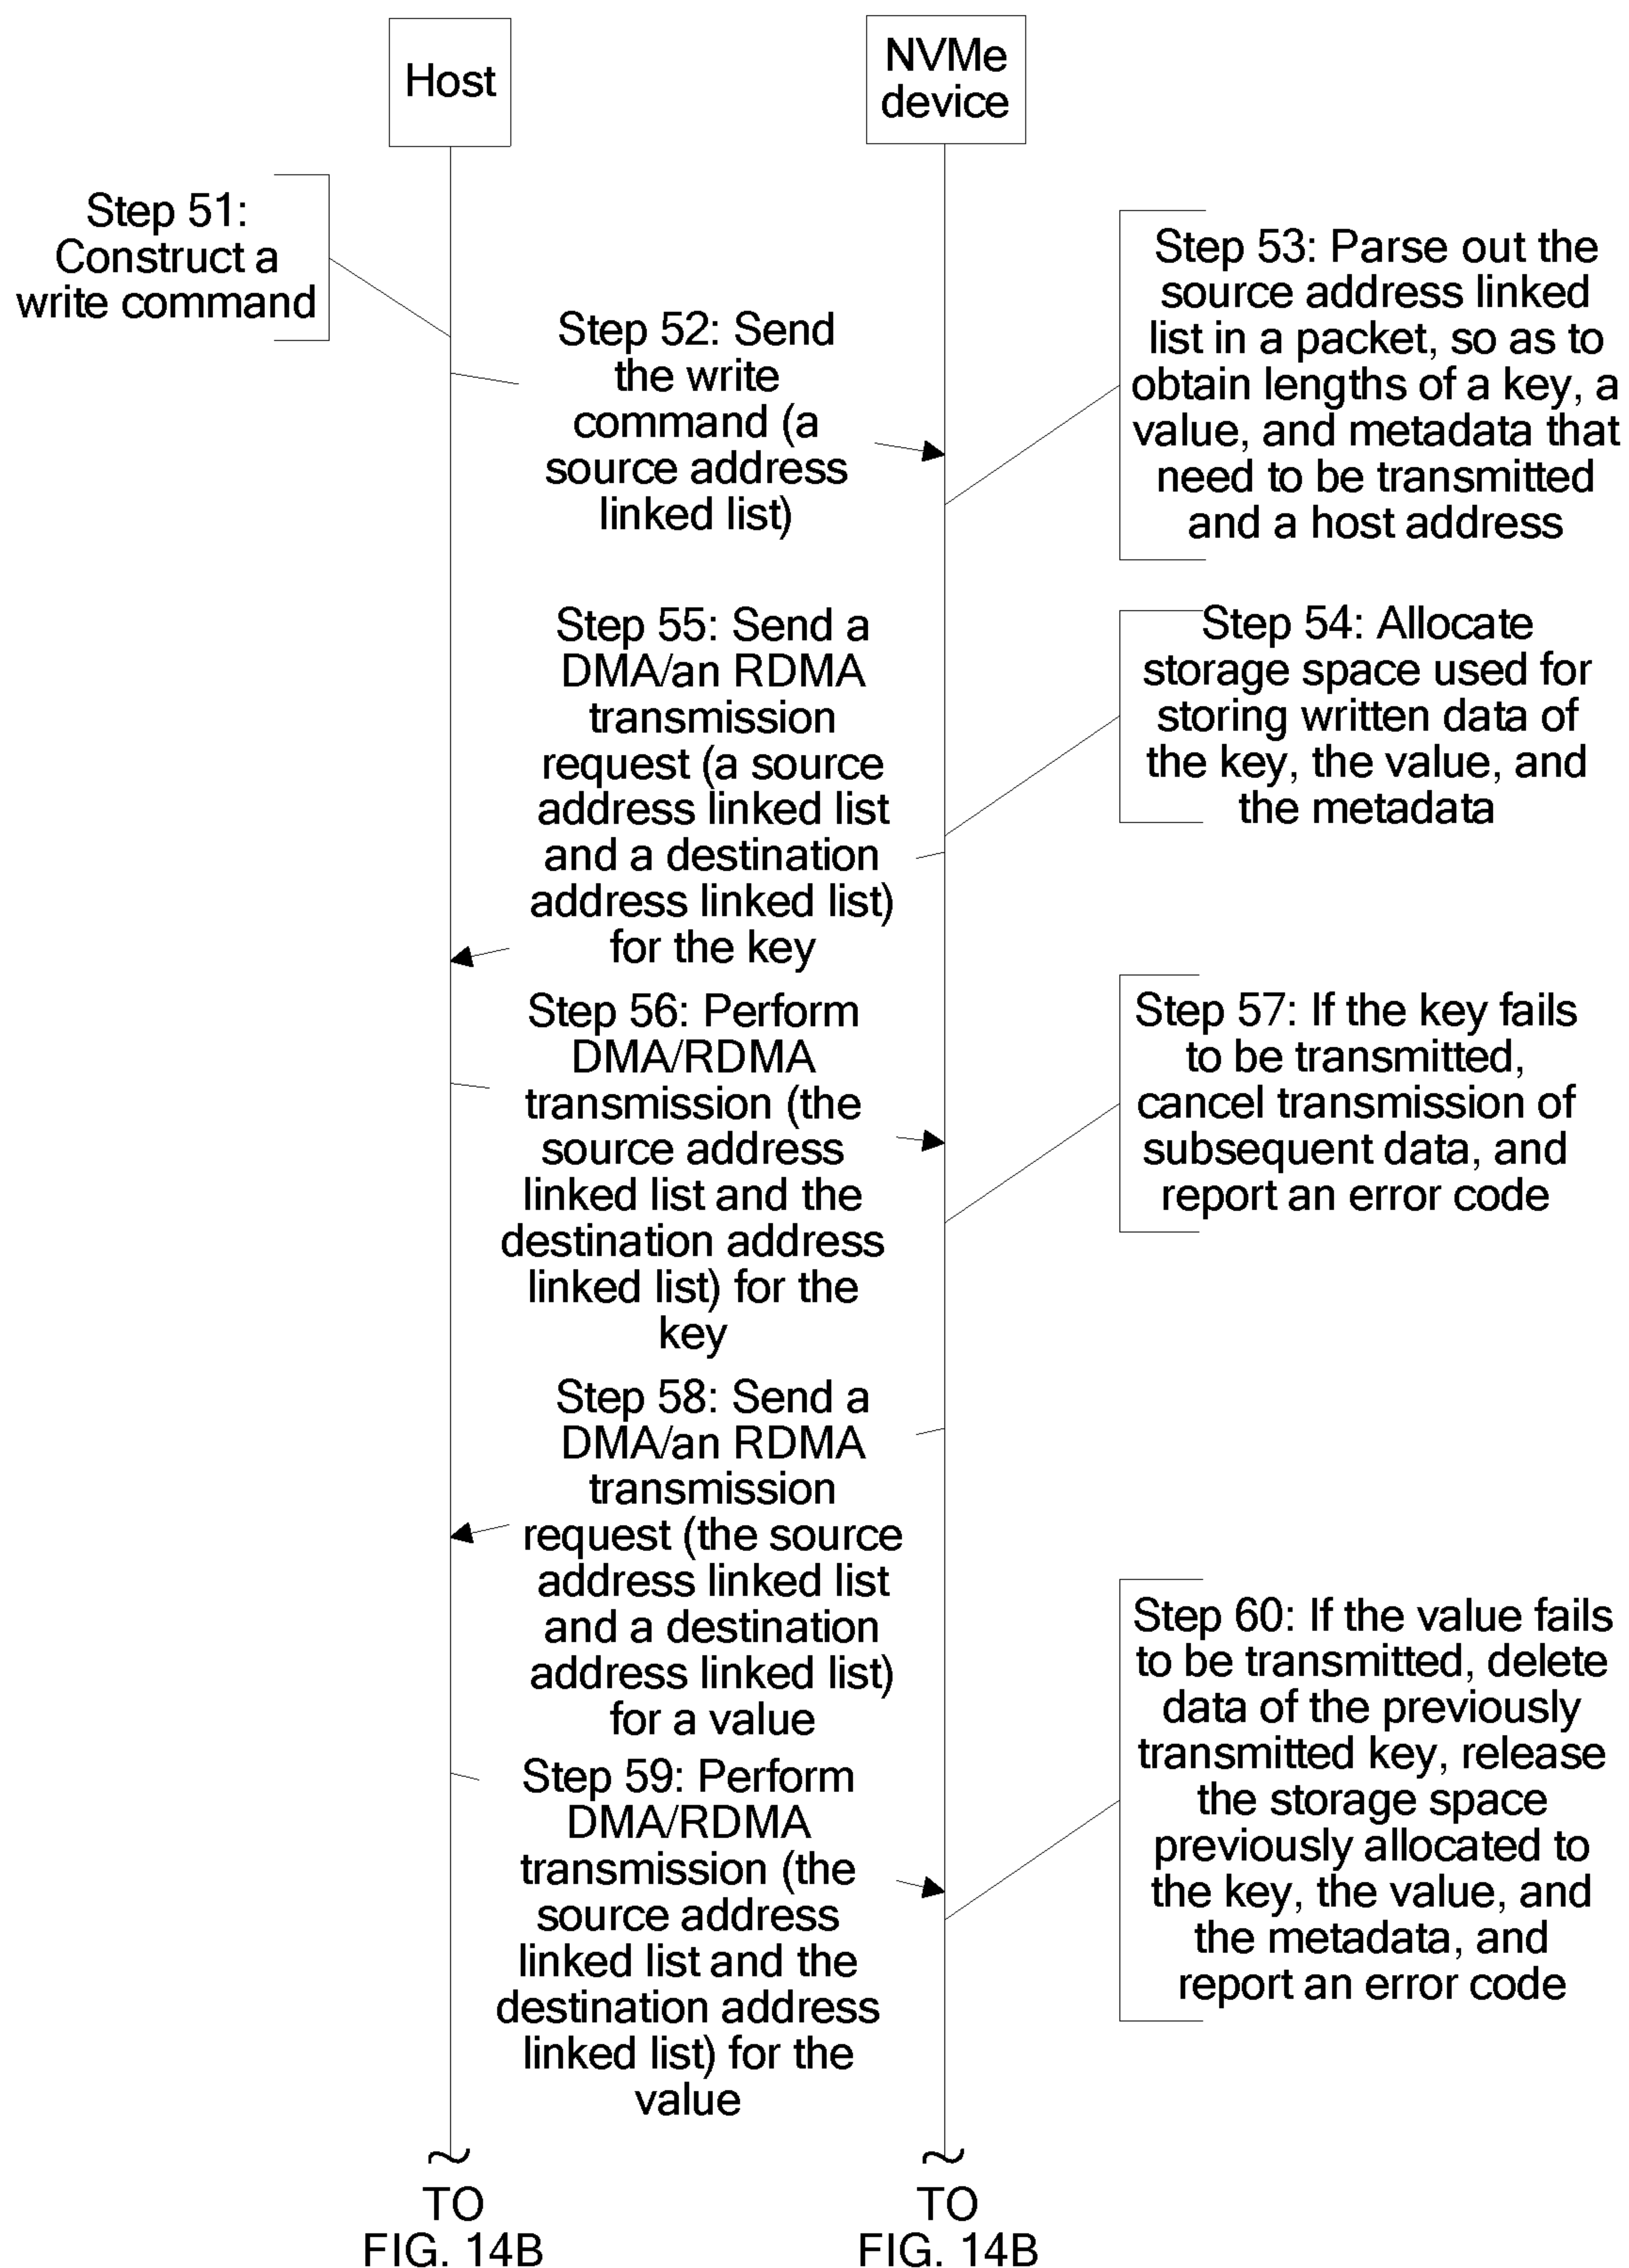 Host
NVMe
device
Step 51:
Construct a
write command
Step 52: Send
the write
command (a
source address
linked list)
Step 53: Parse out the
source address linked
list in a packet, so as to
obtain lengths of a key, a
value, and metadata that
need to be transmitted
and a host address
Step 54: Allocate
storage space used for
storing written data of
the key, the value, and
the metadata
Step 55: Send a
DMA/an RDMA
transmission
request (a source
address linked list
and a destination
address linked list)
for the key
Step 56: Perform
DMA/RDMA
transmission (the
source address
linked list and the
destination address
linked list) for the
key
Step 57: If the key fails
to be transmitted,
cancel transmission of
subsequent data, and
report an error code
Step 58: Send a
DMA/an RDMA
transmission
request (the source
address linked list
and a destination
address linked list)
for a value
Step 59: Perform
DMA/RDMA
transmission (the
source address
linked list and the
destination address
linked list) for the
value
Step 60: If the value fails
to be transmitted, delete
data of the previously
transmitted key, release
the storage space
previously allocated to
the key, the value, and
the metadata, and
report an error code
TO
FIG. 14B
TO
FIG. 14B